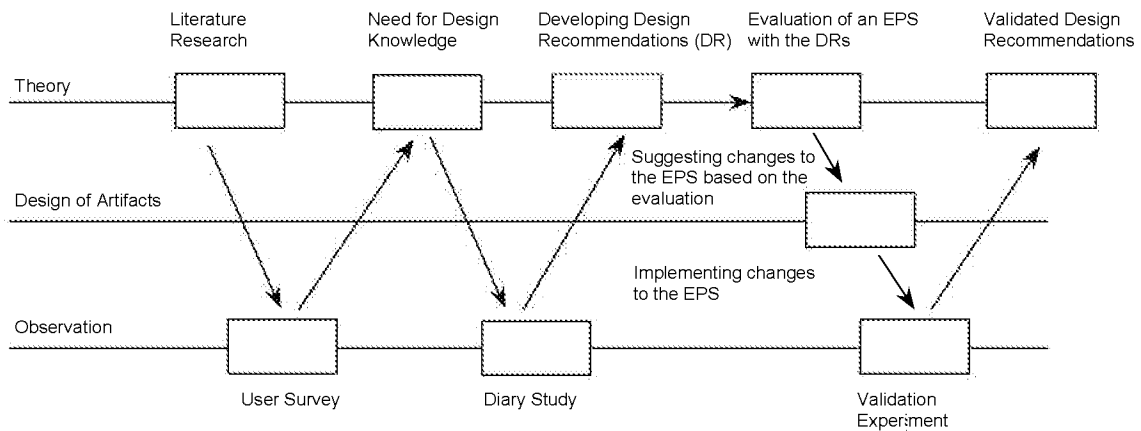 Literature
Research
Need for Design
Knowledge
Developing Design
Recommendations (DR)
Evaluation of an EPS
with the DRs
Validated Design
Recommendations
Theory
Suggesting changes to
the EPS based on the
evaluation
Design of Artifacts
Implementing changes
to the EPS
Observation
User Survey
Diary Study
Validation
Experiment